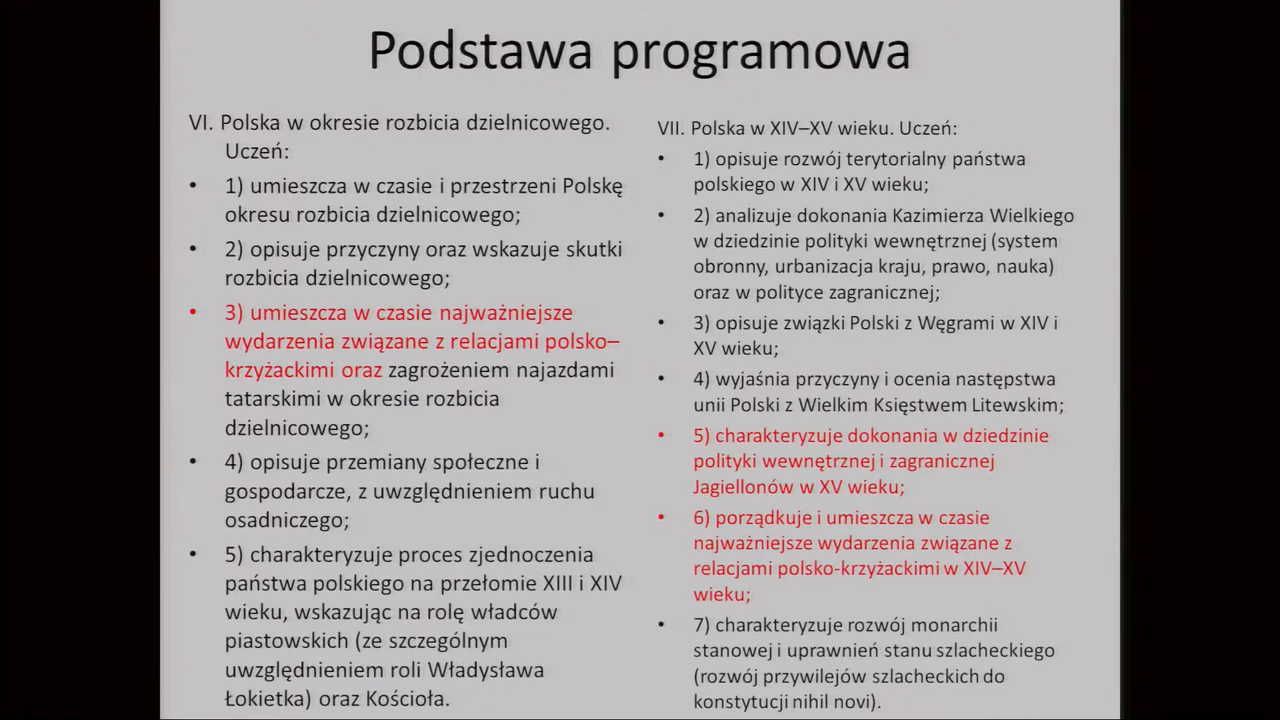 Podstawa programowa
VI. Polska w okresie rozbicia dzielnicowego.
Uczeń:
• 1) umieszcza w czasie i przestrzeni Polskę
okresu rozbicia dzielnicowego;
• 2) opisuje przyczyny oraz wskazuje skutki
rozbicia dzielnicowego;
• 3) umieszcza w czasie najważniejsze
wydarzenia związane z relacjami polsko–
krzyżackimi oraz zagrożeniem najazdami
tatarskimi w okresie rozbicia
dzielnicowego;
• 4) opisuje przemiany społeczne i
gospodarcze, z uwzględnieniem ruchu
osadniczego;
• 5) charakteryzuje proces zjednoczenia
państwa polskiego na przełomie XIII i XIV
wieku, wskazując na rolę władców
piastowskich (ze szczególnym
uwzględnieniem roli Władysława
Łokietka) oraz Kościoła.
VII. Polska w XIV–XV wieku. Uczeń:
• 1) opisuje rozwój terytorialny państwa
polskiego w XIV i XV wieku;
• 2) analizuje dokonania Kazimierza Wielkiego
w dziedzinie polityki wewnętrznej (system
obronny, urbanizacja kraju, prawo, nauka)
oraz w polityce zagranicznej;
• 3) opisuje związki Polski z Węgrami w XIV i
XV wieku;
• 4) wyjaśnia przyczyny i ocenia następstwa
unii Polski z Wielkim Księstwem Litewskim;
• 5) charakteryzuje dokonania w dziedzinie
polityki wewnętrznej i zagranicznej
Jagiellonów w XV wieku;
• 6) porządkuje i umieszcza w czasie
najważniejsze wydarzenia związane z
relacjami polsko-krzyżackimi w XIV–XV
wieku;
• 7) charakteryzuje rozwój monarchii
stanowej i uprawnień stanu szlacheckiego
(rozwój przywilejów szlacheckich do
konstytucji nihil novi).